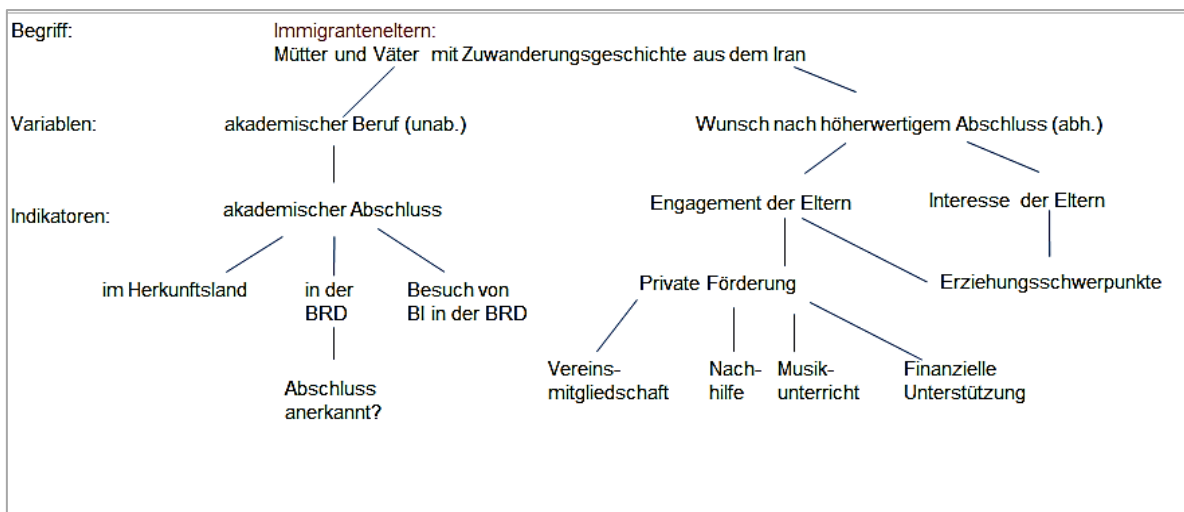 Begriff:
Immigranteneltern:
Mütter und Väter mit Zuwanderungsgeschichte aus dem Iran
Variablen:
akademischer Beruf (unab.)
Wunsch nach höherwertigem Abschluss (abh.)
Indikatoren:
akademischer Abschluss
Engagement der Eltern
Interesse der Eltern
im Herkunftsland
in der
BRD
Besuch von
BI in der BRD
Private Förderung
Erziehungsschwerpunkte
Abschluss
anerkannt?
Vereins-
mitgliedschaft
Nach-
hilfe
Musik-
unterricht
Finanzielle
Unterstützung